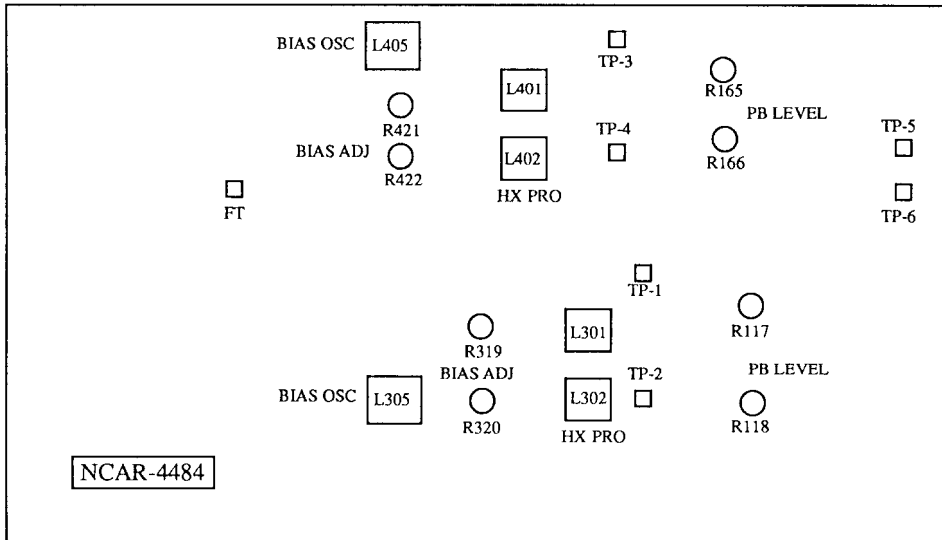 BIAS OSC
L405
TP-3
L401
R165
R421
PB LEVEL
TP-4
TP-5
BIAS ADJ
L402
R166
R422
HX PRO
FT
TP-6
TP-1
L301
R117
R319
BIAS ADJ
TP-2
PB LEVEL
BIAS OSC
L305
L302
R320
R118
HX PRO
NCAR-4484